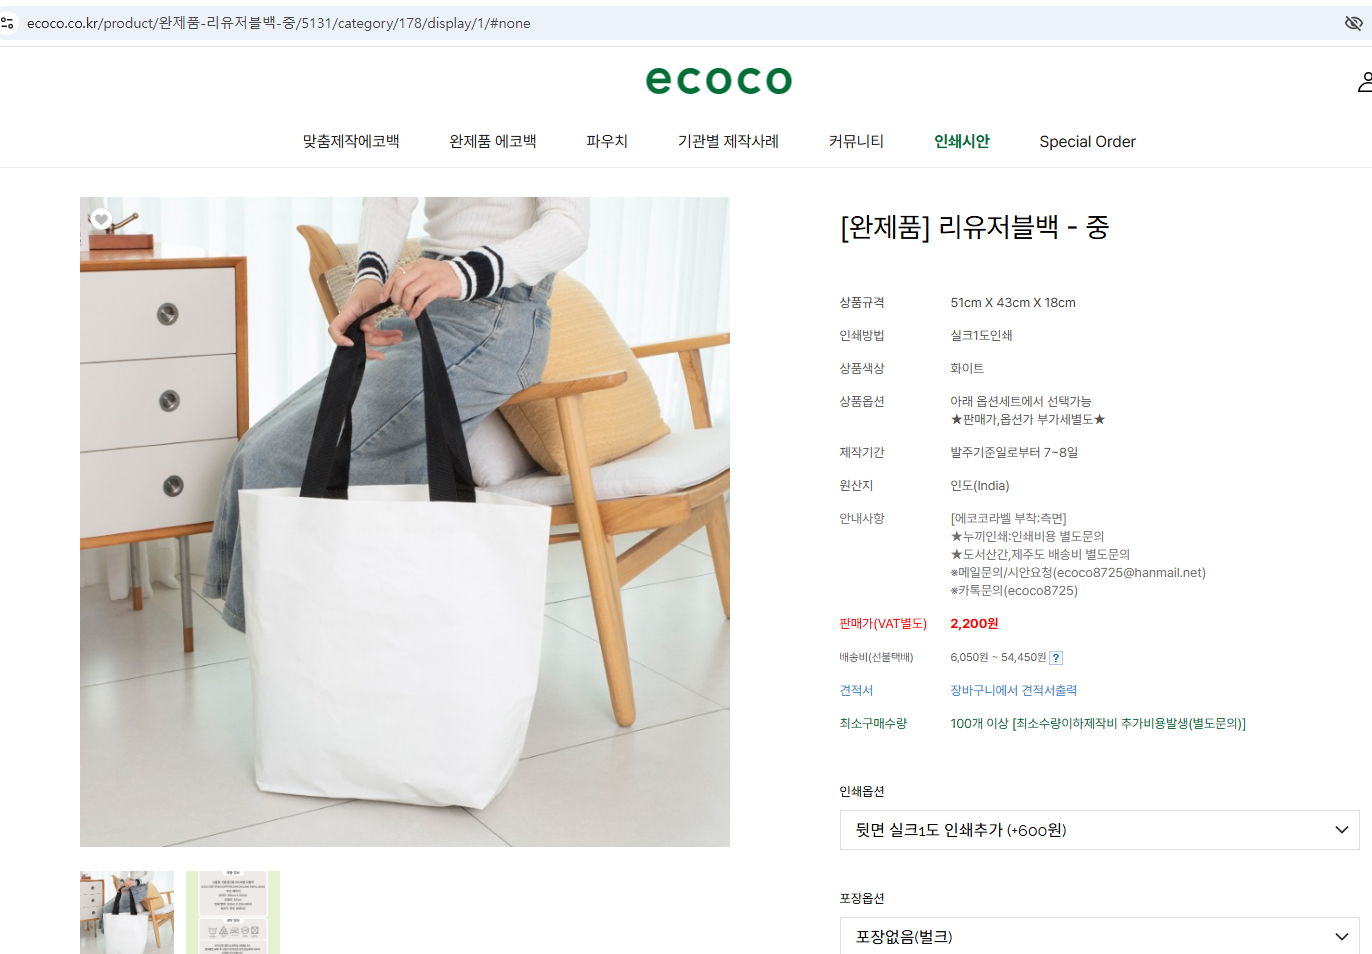 ecoco.co.kr/product/완제품-리유저블백-중/5131/category/178/display/1/#none
ecoco
맞춤제작에코백 완제품 에코백 파우치 기관별 제작사례 커뮤니티 인쇄시안 Special Order
[완제품] 리유저블백 - 중
상품규격 51cm X 43cm X 18cm
인쇄방법 실크1도인쇄
상품색상 화이트
상품옵션 아래 옵션세트에서 선택가능
★판매가,옵션가 부가세별도★
제작기간 발주기준일로부터 7~8일
원산지 인도(India)
안내사항 [에코코라벨 부착:측면]
★누끼인쇄:인쇄비용 별도문의
★도서산간,제주도 배송비 별도문의
※메일문의/시안요청(ecoco8725@hanmail.net)
※카톡문의(ecoco8725)
판매가(VAT별도) 2,200원
배송비(선불택배) 6,050원 ~ 54,450원 ?
견적서 장바구니에서 견적서출력
최소구매수량 100개 이상 [최소수량이하제작비 추가비용발생(별도문의)]
인쇄옵션
뒷면 실크1도 인쇄추가 (+600원)
포장옵션
포장없음(벌크)